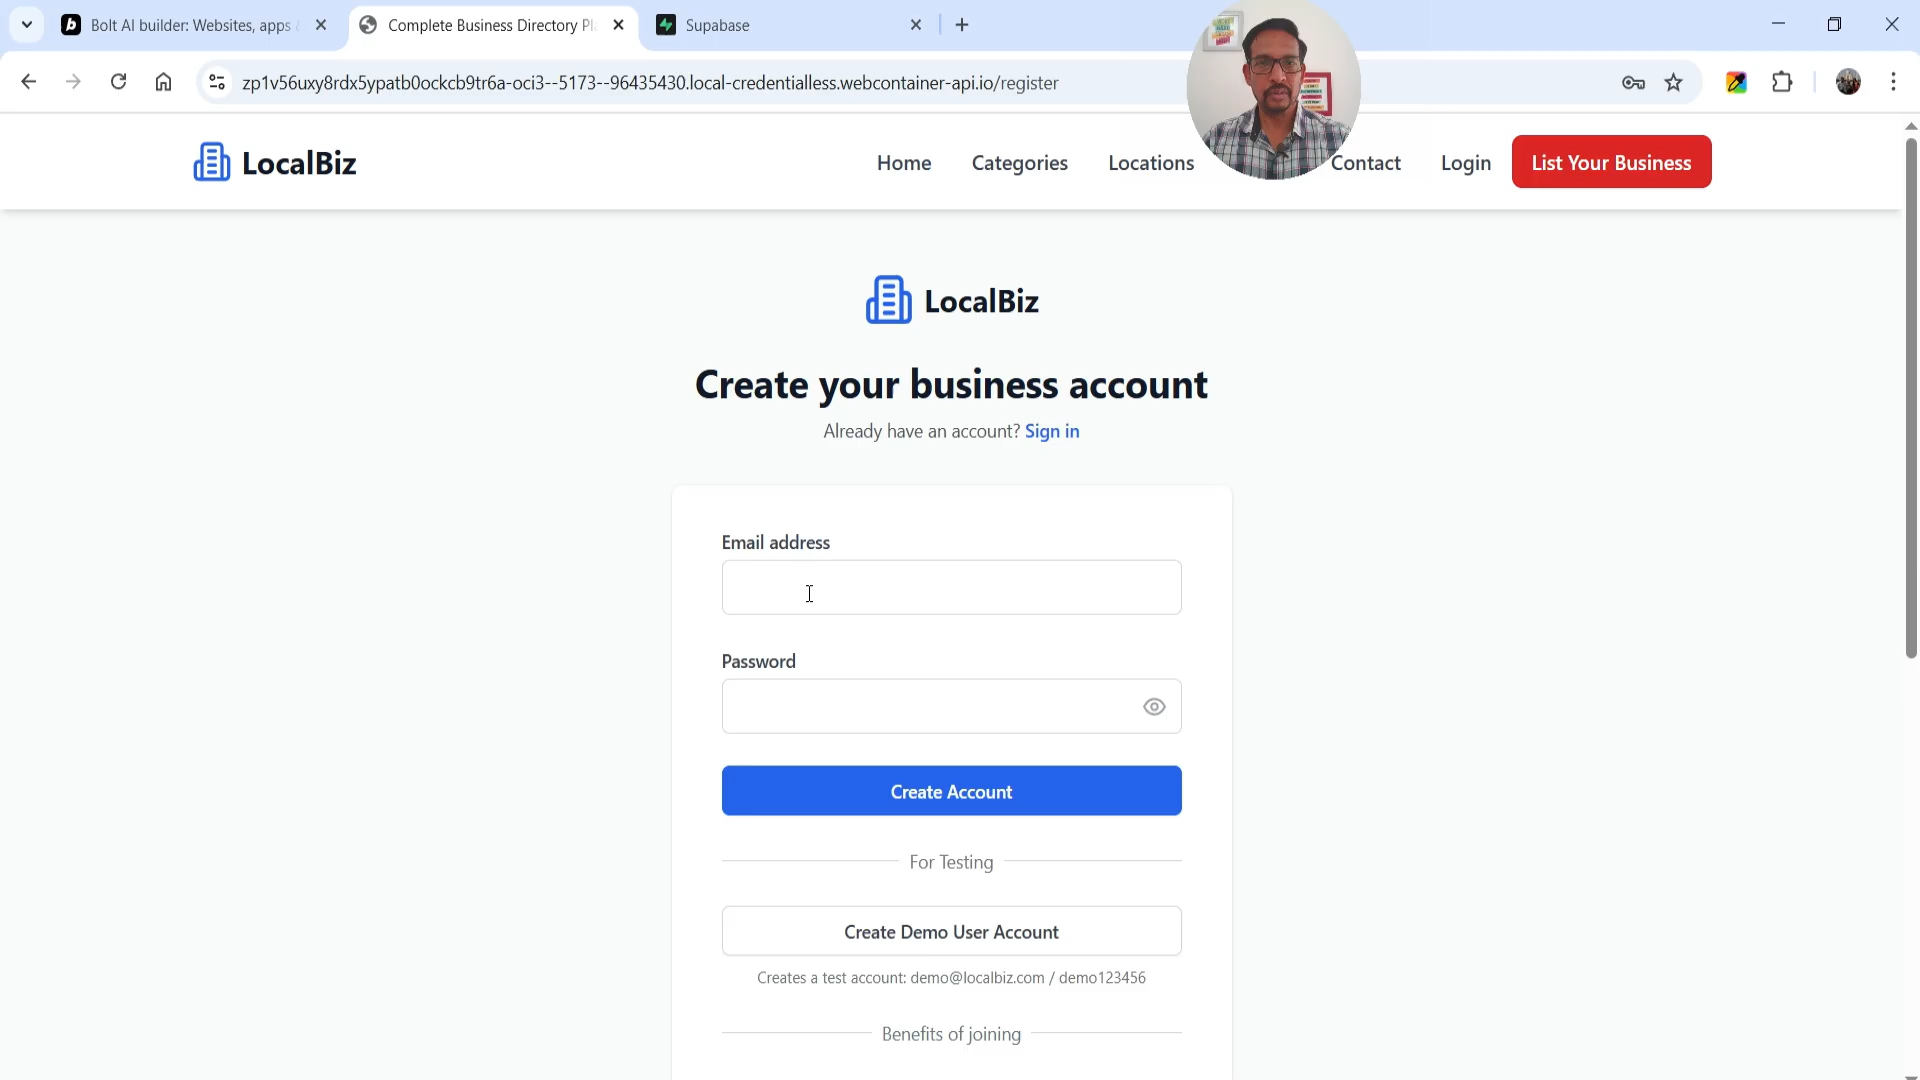 Bolt AI builder: Websites, apps
Complete Business Directory Pl
Supabase
zp1v56uxy8rdx5ypatb0ockcb9tr6a-oci3--5173--96435430.local-credentialless.webcontainer-api.io/register
LocalBiz
Home
Categories
Locations
Contact
Login
List Your Business
LocalBiz
Create your business account
Already have an account? Sign in
Email address
Password
Create Account
For Testing
Create Demo User Account
Creates a test account: demo@localbiz.com / demo123456
Benefits of joining